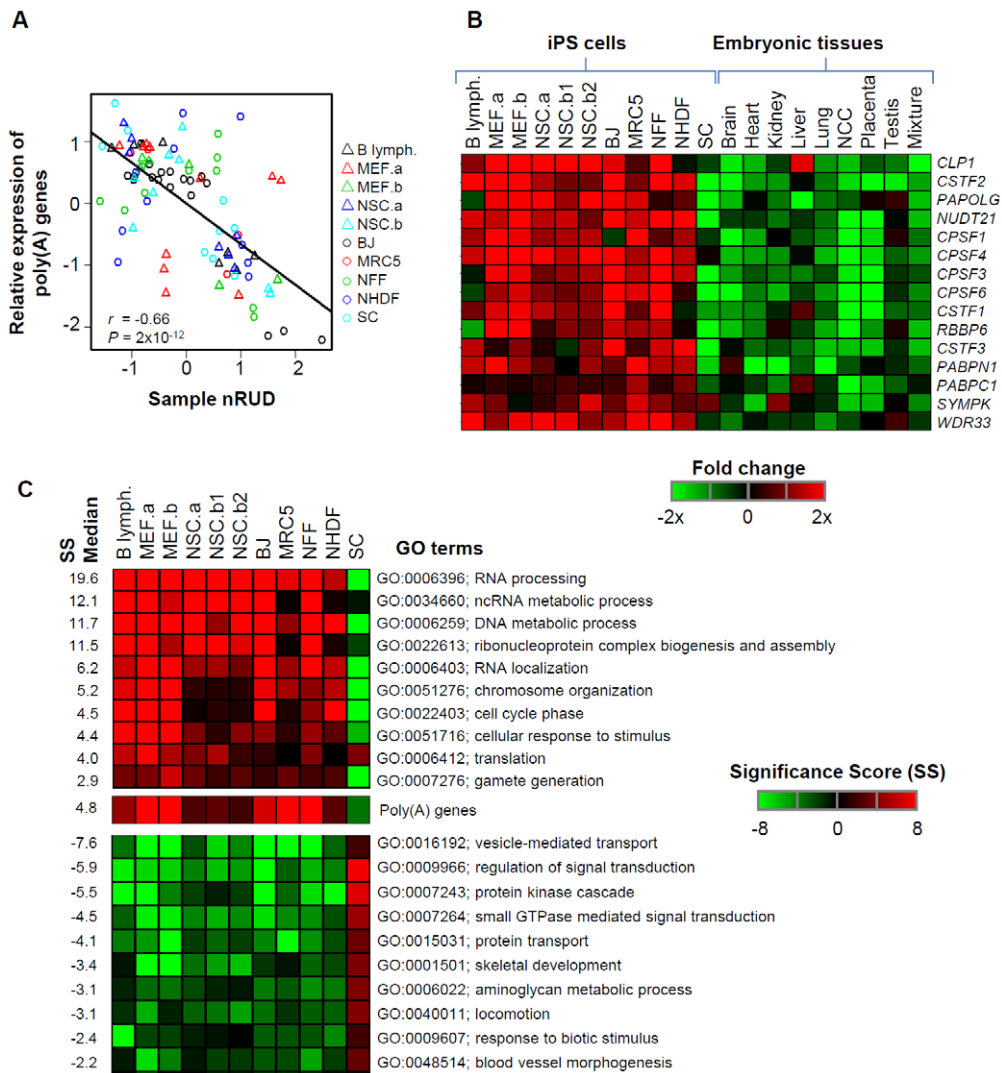 A
Relative expression of
poly(A) genes
1
0
-1
-2
r = -0.66
P = 2x10-12
-1 0 1 2
Sample nRUD
B lymph.
MEF.a
MEF.b
NSC.a
NSC.b
BJ
MRC5
NFF
NHDF
SC
B
iPS cells Embryonic tissues
B lymph. MEF.a MEF.b NSC.a NSC.b1 NSC.b2 BJ MRC5 NFF NHDF SC Brain Heart Kidney Liver Lung NCC Placenta Testis Mixture
CLP1
CSTF2
PAPOLG
NUDT21
CPSF1
CPSF4
CPSF3
CPSF6
CSTF1
RBBP6
CSTF3
PABPN1
PABPC1
SYMPK
WDR33
Fold change
-2x 0 2x
C
SS Median B lymph. MEF.a MEF.b NSC.a NSC.b1 NSC.b2 BJ MRC5 NFF NHDF SC GO terms
19.6 GO:0006396; RNA processing
12.1 GO:0034660; ncRNA metabolic process
11.7 GO:0006259; DNA metabolic process
11.5 GO:0022613; ribonucleoprotein complex biogenesis and assembly
6.2 GO:0006403; RNA localization
5.2 GO:0051276; chromosome organization
4.5 GO:0022403; cell cycle phase
4.4 GO:0051716; cellular response to stimulus
4.0 GO:0006412; translation
2.9 GO:0007276; gamete generation
4.8 Poly(A) genes
-7.6 GO:0016192; vesicle-mediated transport
-5.9 GO:0009966; regulation of signal transduction
-5.5 GO:0007243; protein kinase cascade
-4.5 GO:0007264; small GTPase mediated signal transduction
-4.1 GO:0015031; protein transport
-3.4 GO:0001501; skeletal development
-3.1 GO:0006022; aminoglycan metabolic process
-3.1 GO:0040011; locomotion
-2.4 GO:0009607; response to biotic stimulus
-2.2 GO:0048514; blood vessel morphogenesis
Significance Score (SS)
-8 0 8